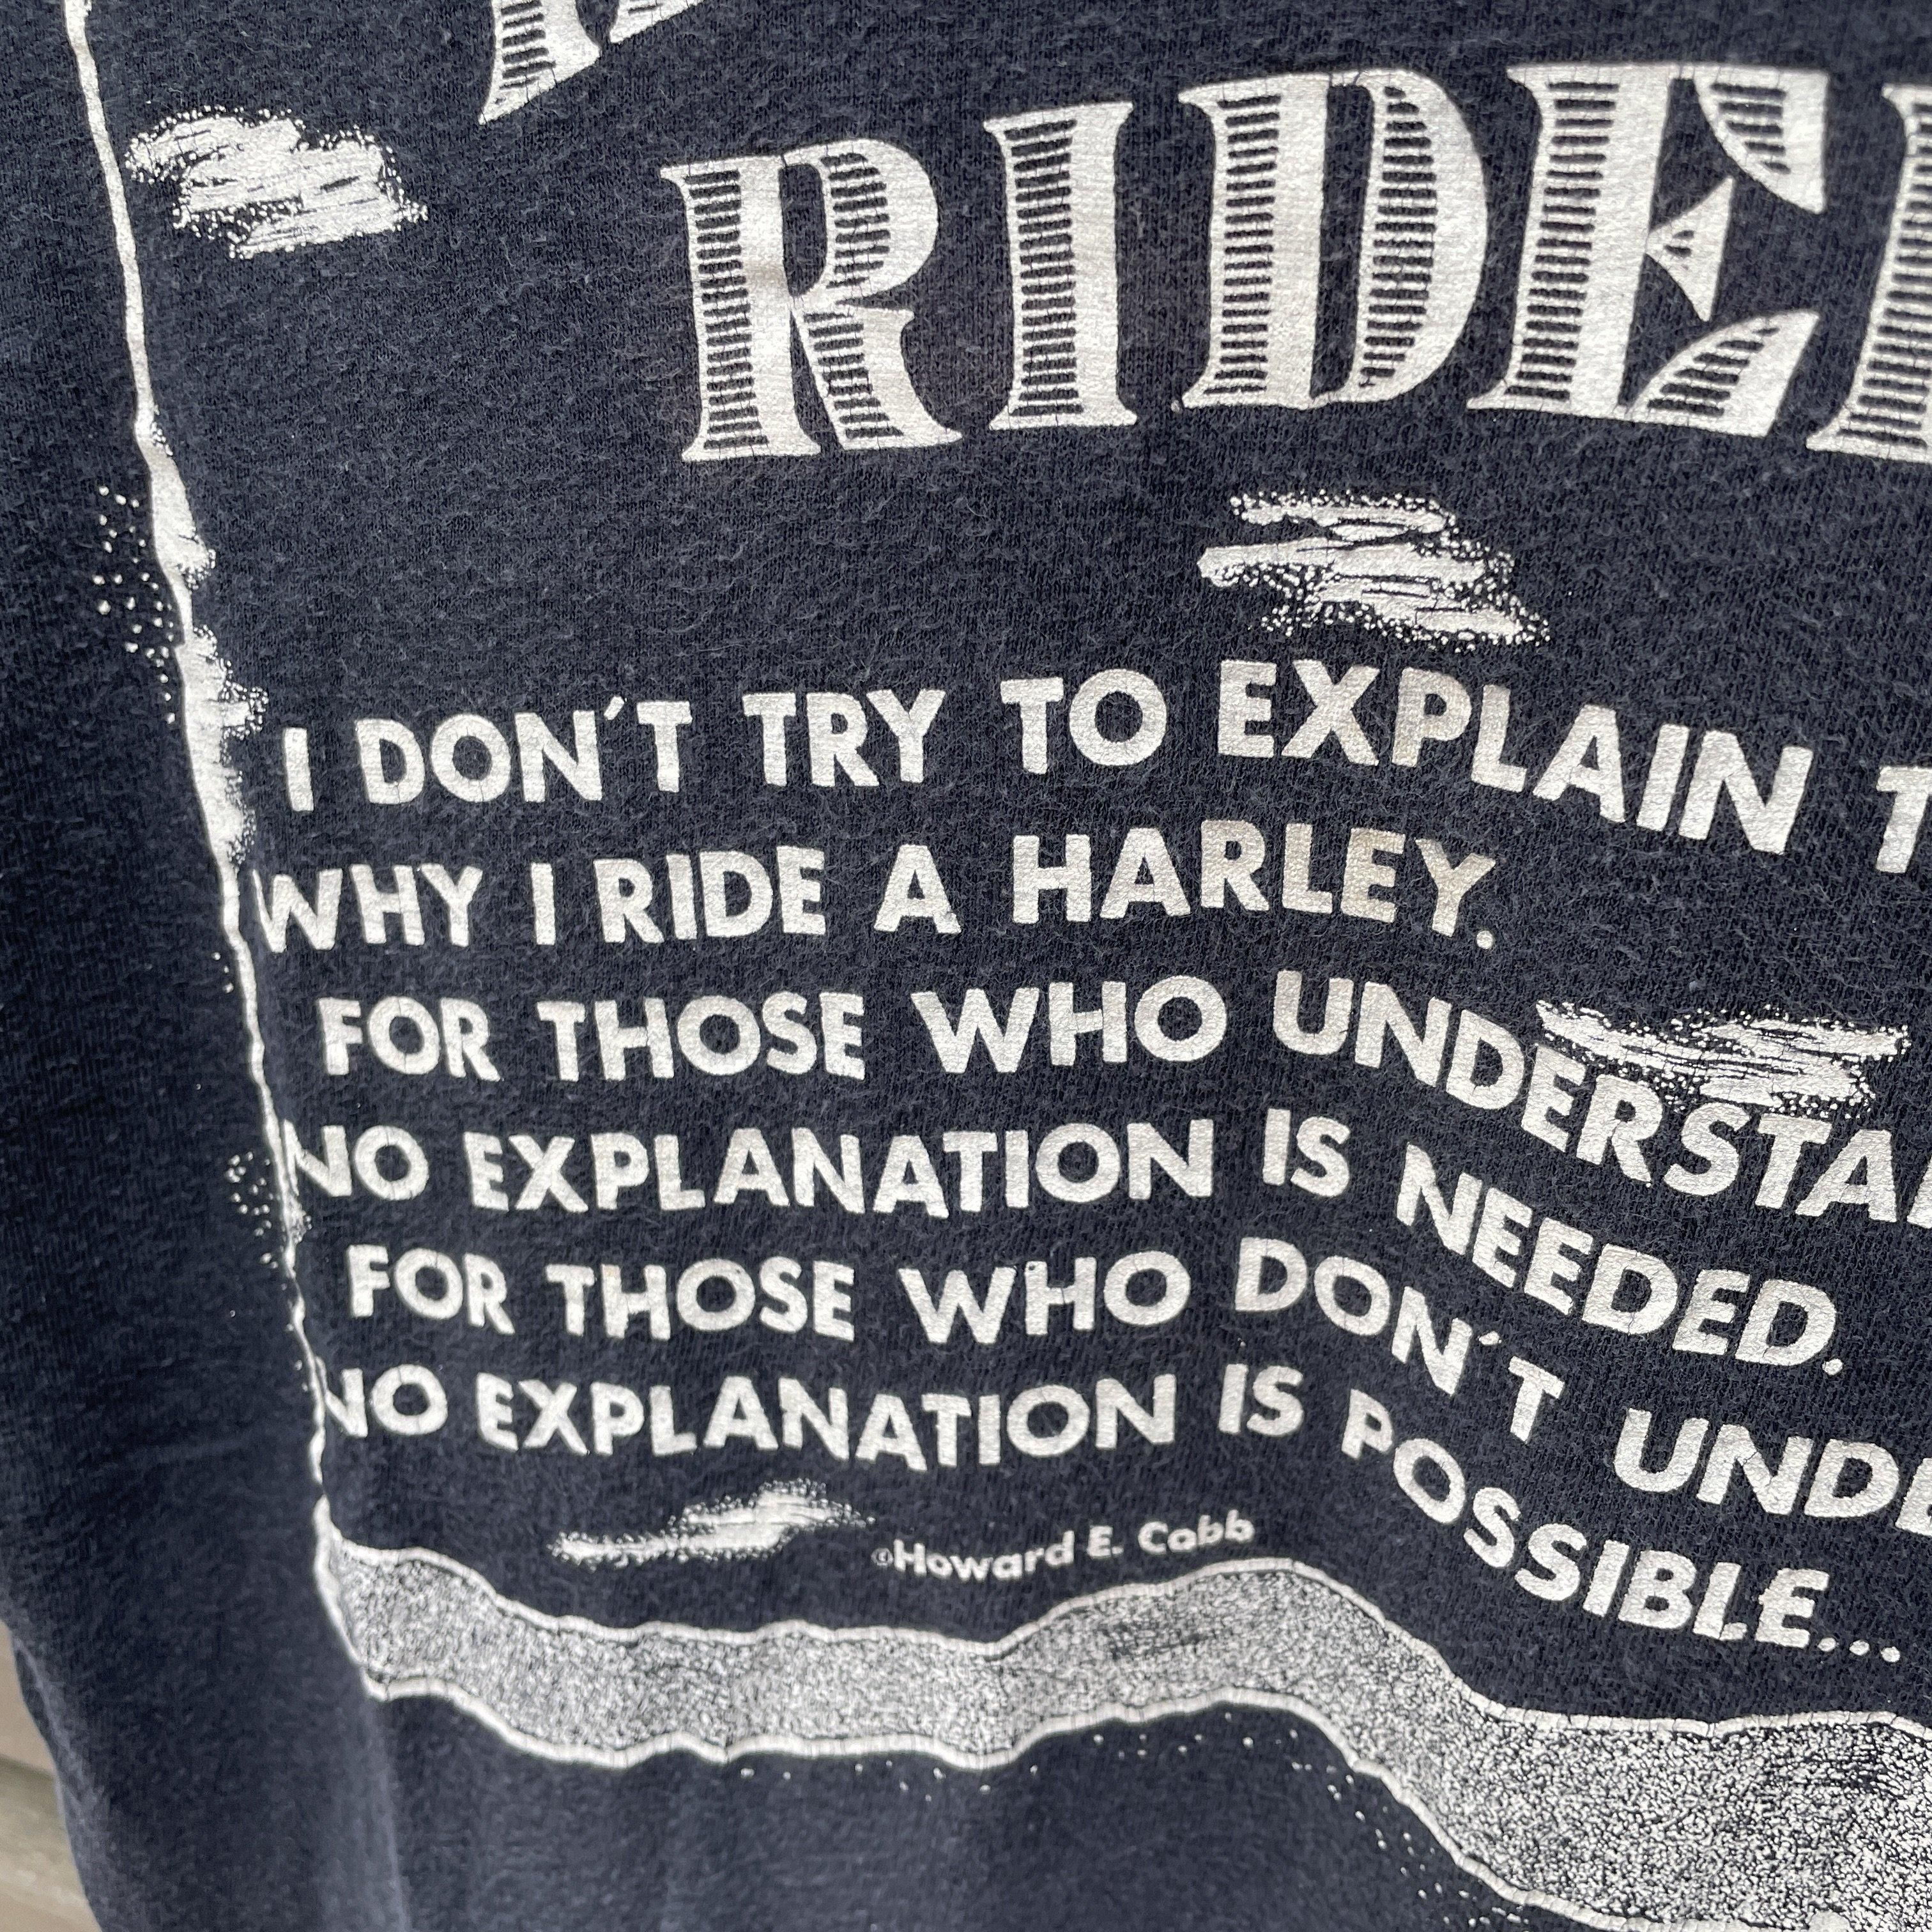 RIDE
I DON'T TRY TO EXPLAIN
WHY I RIDE A HARLEY.
FOR THOSE WHO UNDERSTA
NO EXPLANATION IS NEEDED.
FOR THOSE WHO DON'T UNDE
NO EXPLANATION IS POSSIBLE...
©Howard E. Cobb